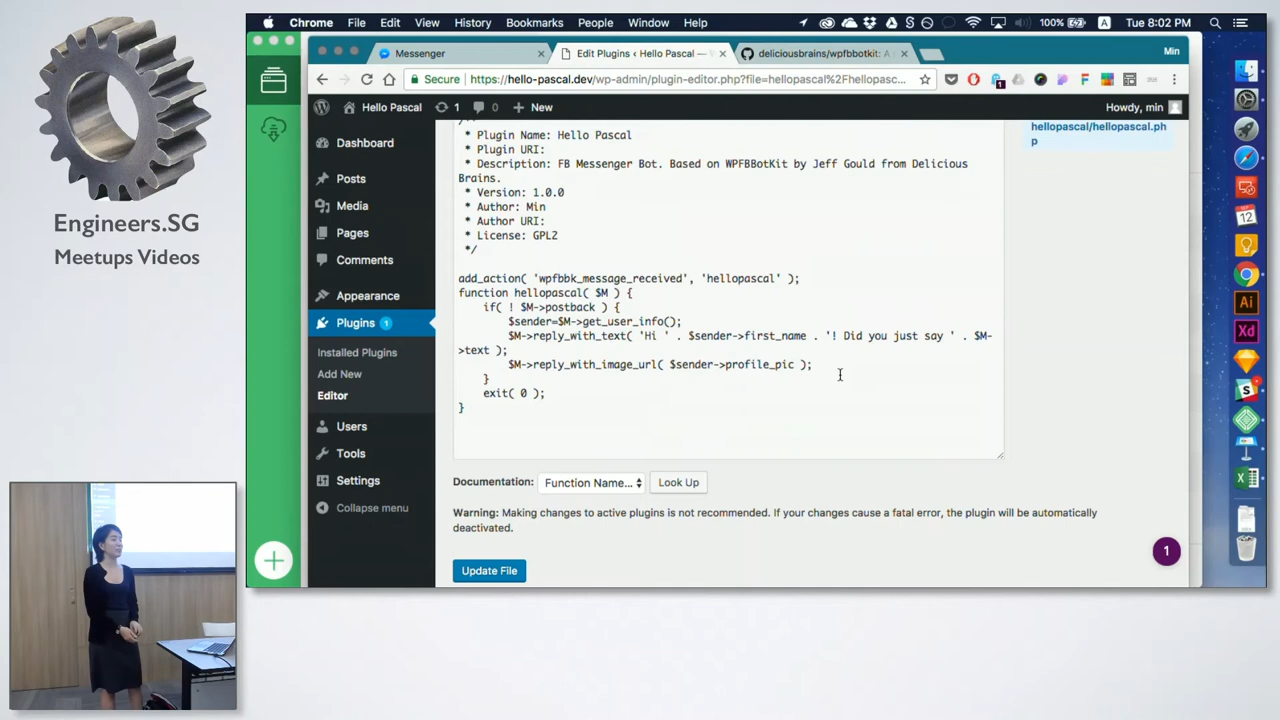 Engineers.SG
Meetups Videos
Chrome File Edit View History Bookmarks People Window Help
100% Tue 8:02 PM
Messenger
Edit Plugins ‹ Hello Pascal —
deliciousbrains/wpfbbotkit: A
Min
Secure https://hello-pascal.dev/wp-admin/plugin-editor.php?file=hellopascal%2Fhellopasc...
Hello Pascal 1 0 New
Howdy, min
Dashboard
Posts
Media
Pages
Comments
Appearance
Plugins 1
Installed Plugins
Add New
Editor
Users
Tools
Settings
Collapse menu
/**
* Plugin Name: Hello Pascal
* Plugin URI:
* Description: FB Messenger Bot. Based on WPFBBotKit by Jeff Gould from Delicious
Brains.
* Version: 1.0.0
* Author: Min
* Author URI:
* License: GPL2
*/
add_action( 'wpfbbk_message_received', 'hellopascal' );
function hellopascal( $M ) {
if( ! $M->postback ) {
$sender=$M->get_user_info();
$M->reply_with_text( 'Hi ' . $sender->first_name . '! Did you just say ' . $M-
>text );
$M->reply_with_image_url( $sender->profile_pic );
}
exit( 0 );
}
hellopascal/hellopascal.ph
p
Documentation: Function Name... Look Up
Warning: Making changes to active plugins is not recommended. If your changes cause a fatal error, the plugin will be automatically
deactivated.
Update File
1
12
Ai
Xd